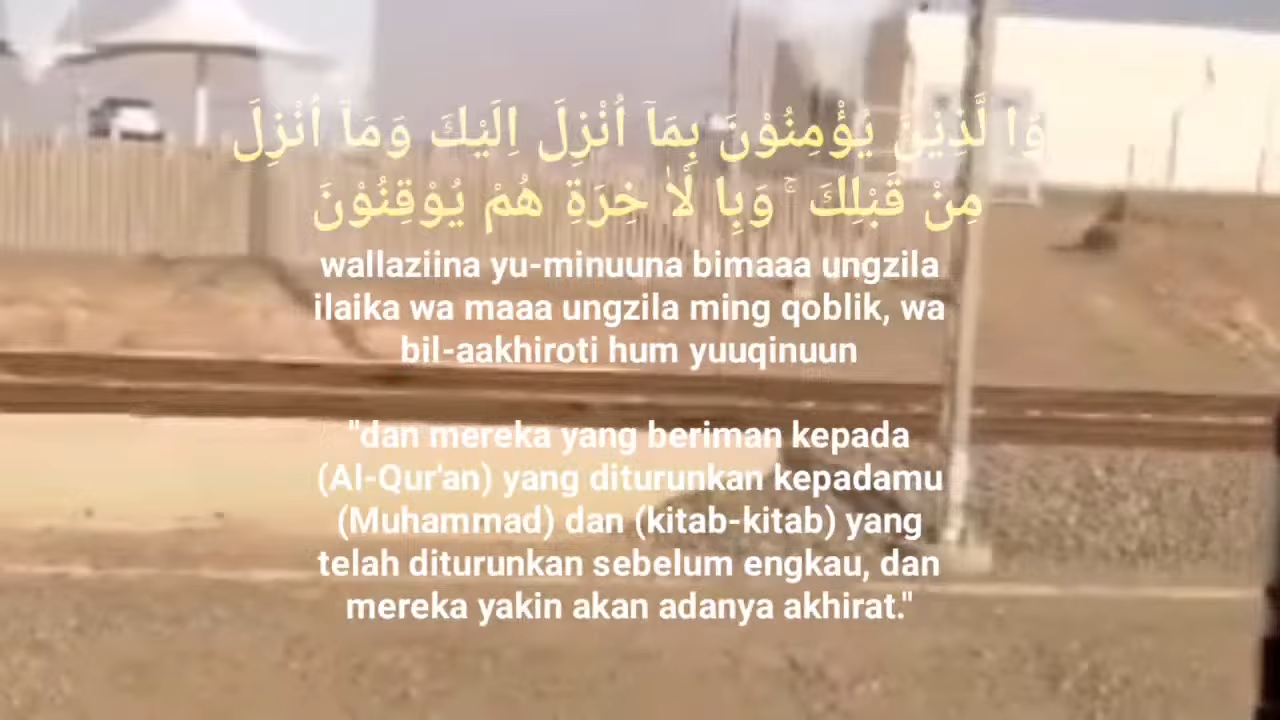 وَا لَّذِيْنَ يُؤْمِنُوْنَ بِمَاۤ اُنْزِلَ اِلَيْكَ وَمَاۤ اُنْزِلَ
مِنْ قَبْلِكَ ۚ وَبِا لْاٰ خِرَةِ هُمْ يُوْقِنُوْنَ
wallaziina yu-minuuna bimaaa ungzila
ilaika wa maaa ungzila ming qoblik, wa
bil-aakhiroti hum yuuqinuun
"dan mereka yang beriman kepada
(Al-Qur'an) yang diturunkan kepadamu
(Muhammad) dan (kitab-kitab) yang
telah diturunkan sebelum engkau, dan
mereka yakin akan adanya akhirat."